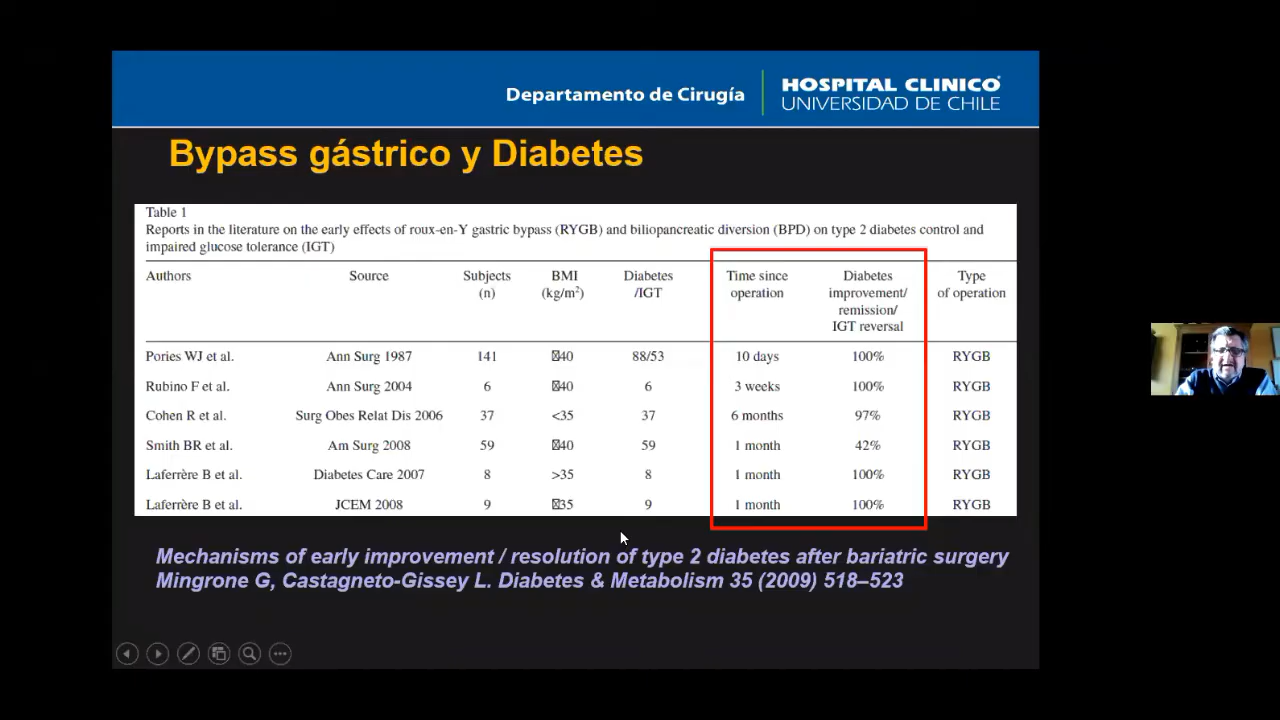 Departamento de Cirugía
HOSPITAL CLINICO
UNIVERSIDAD DE CHILE
Bypass gástrico y Diabetes
Table 1
Reports in the literature on the early effects of roux-en-Y gastric bypass (RYGB) and biliopancreatic diversion (BPD) on type 2 diabetes control and
impaired glucose tolerance (IGT)
Authors Source Subjects (n) BMI (kg/m²) Diabetes /IGT Time since operation Diabetes improvement/ remission/ IGT reversal Type of operation
Pories WJ et al. Ann Surg 1987 141 40 88/53 10 days 100% RYGB
Rubino F et al. Ann Surg 2004 6 40 6 3 weeks 100% RYGB
Cohen R et al. Surg Obes Relat Dis 2006 37 <35 37 6 months 97% RYGB
Smith BR et al. Am Surg 2008 59 40 59 1 month 42% RYGB
Laferrère B et al. Diabetes Care 2007 8 >35 8 1 month 100% RYGB
Laferrère B et al. JCEM 2008 9 35 9 1 month 100% RYGB
Mechanisms of early improvement / resolution of type 2 diabetes after bariatric surgery
Mingrone G, Castagneto-Gissey L. Diabetes & Metabolism 35 (2009) 518–523